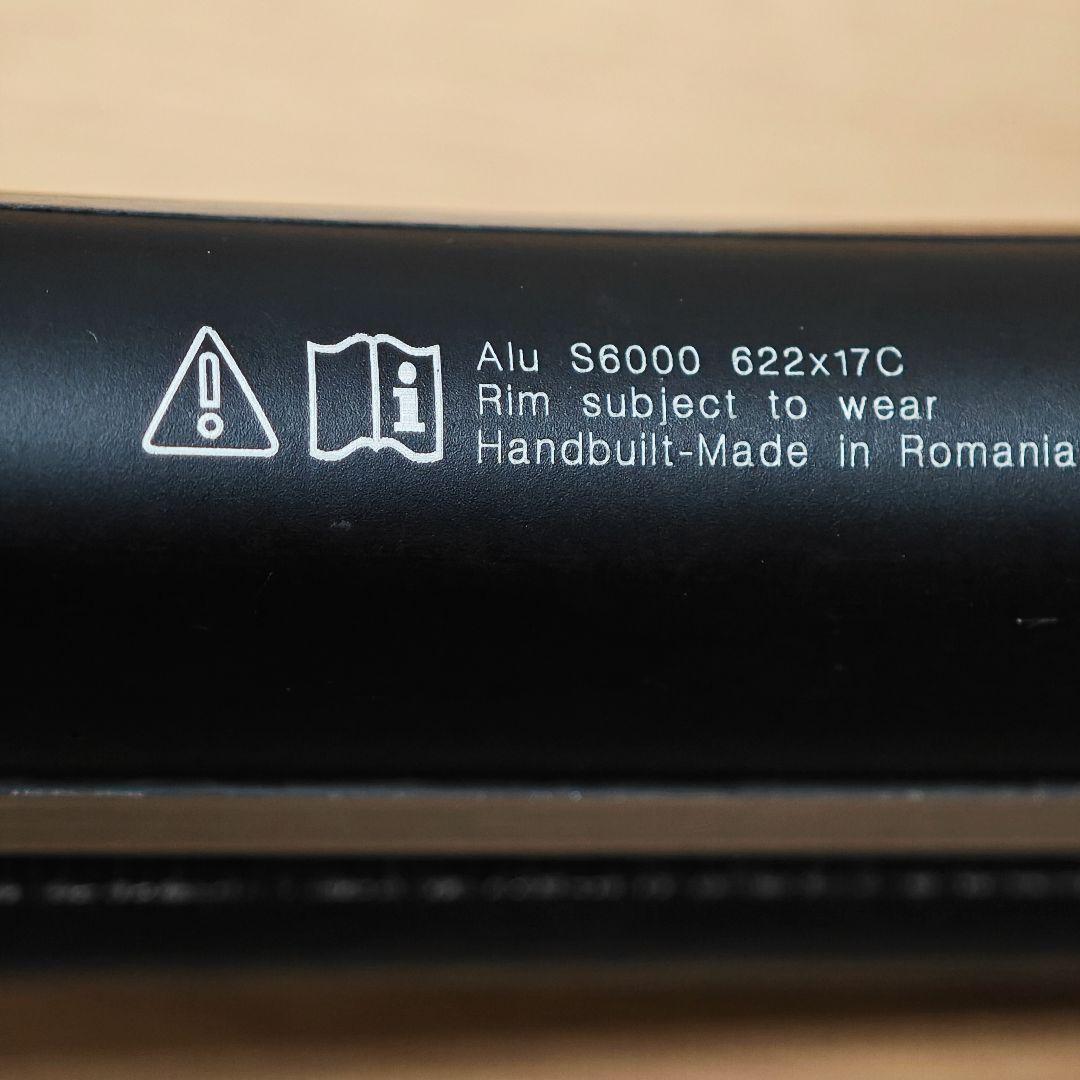 Alu S6000 622x17C
Rim subject to wear
Handbuilt-Made in Romania